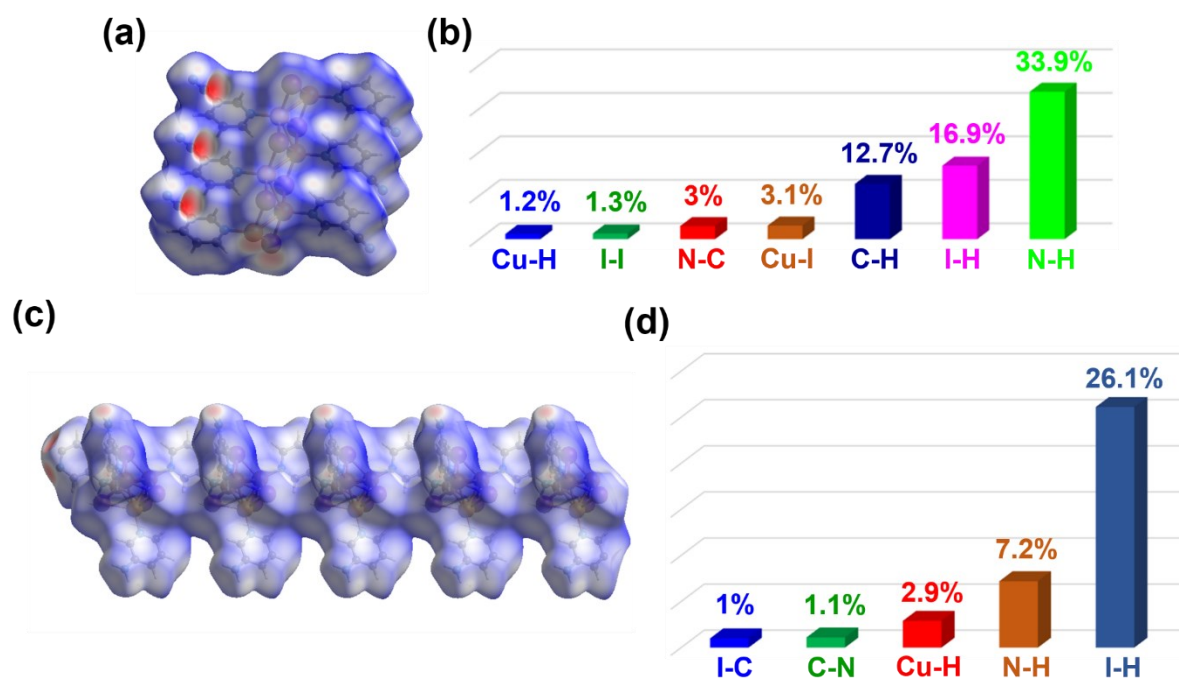 (a)
(b)
33.9%
16.9%
12.7%
3.1%
3%
1.3%
1.2%
Cu-H I-I N-C Cu-I C-H I-H N-H
(c)
(d)
26.1%
7.2%
2.9%
1.1%
1%
I-C C-N Cu-H N-H I-H